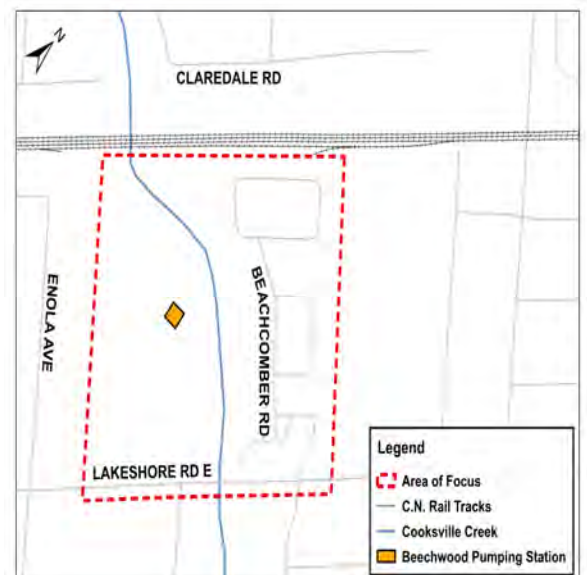 N
CLAREDALE RD
ENOLA AVE
BEACHCOMBER RD
LAKESHORE RD E
Legend
Area of Focus
C.N. Rail Tracks
Cooksville Creek
Beechwood Pumping Station